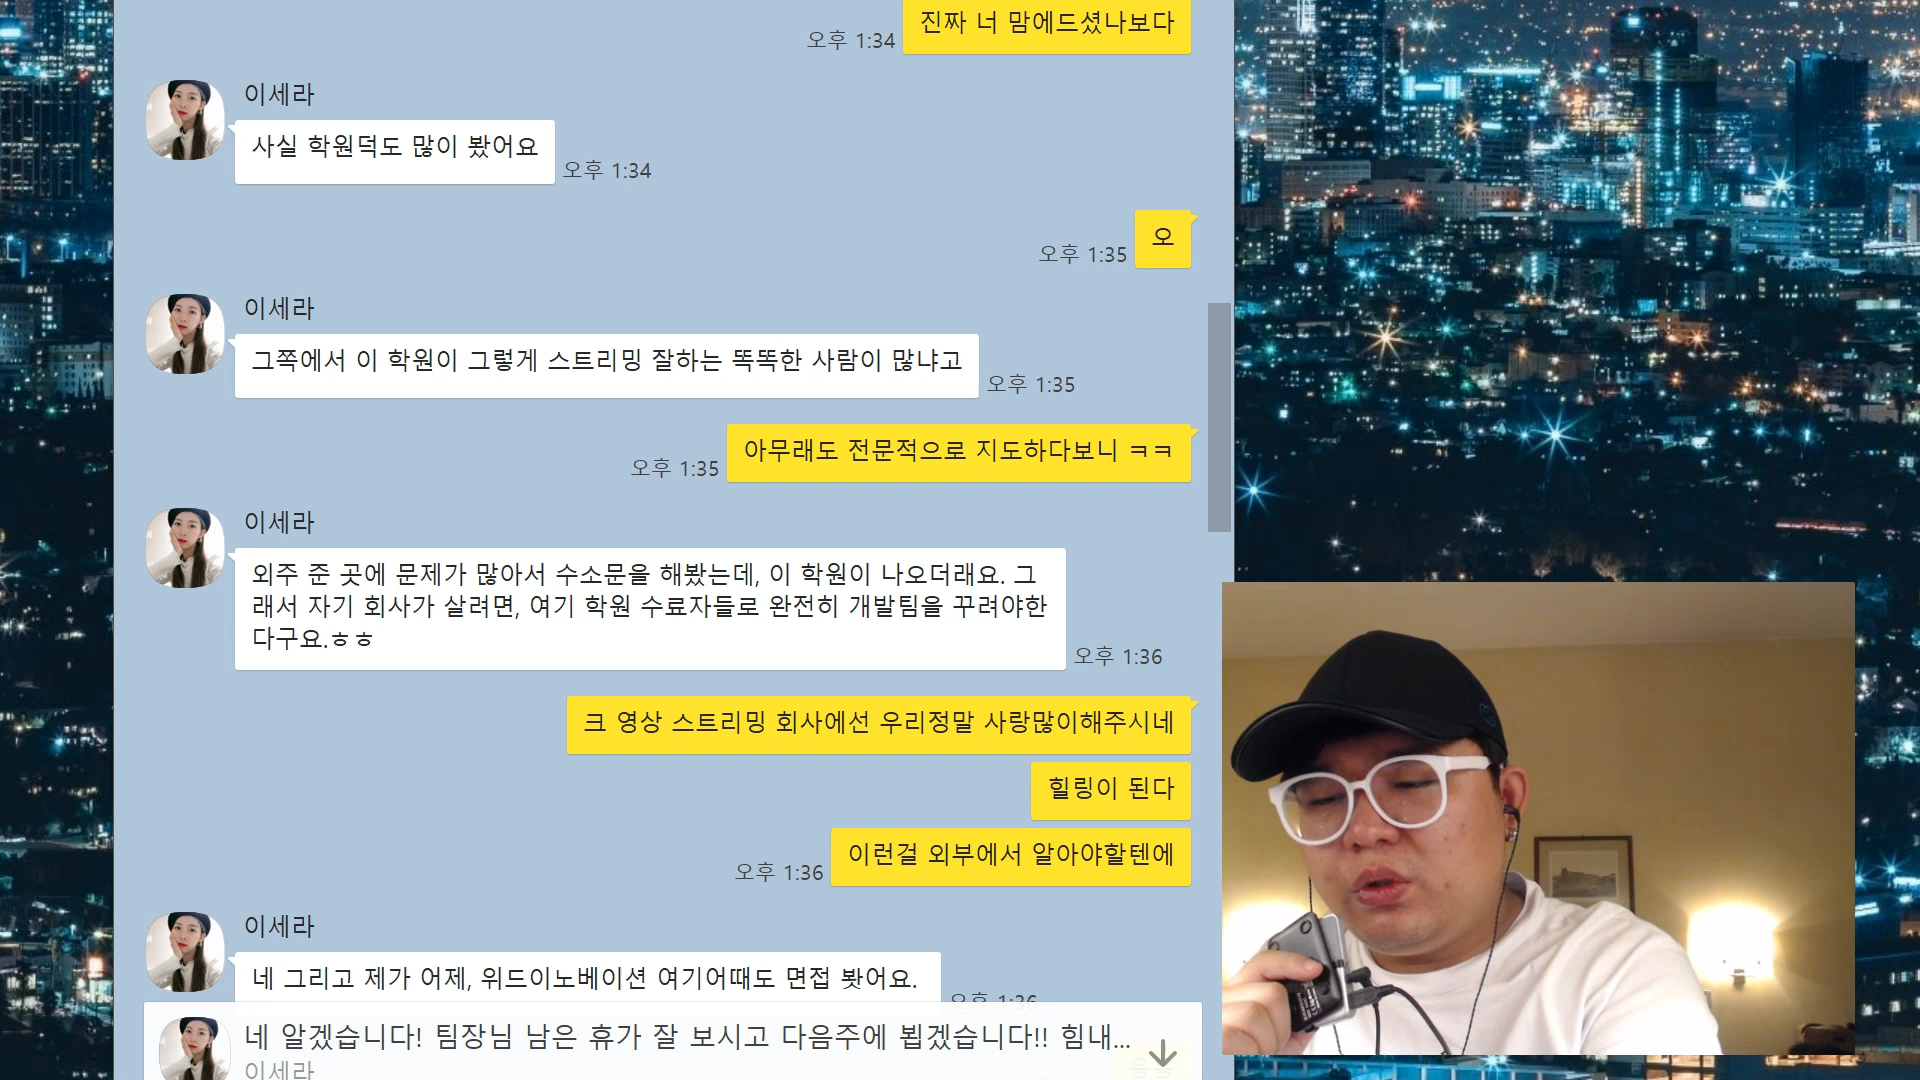 진짜 너 맘에드셨나보다
오후 1:34
이세라
사실 학원덕도 많이 봤어요
오후 1:34
오
오후 1:35
이세라
그쪽에서 이 학원이 그렇게 스트리밍 잘하는 똑똑한 사람이 많냐고
오후 1:35
아무래도 전문적으로 지도하다보니 ㅋㅋ
오후 1:35
이세라
외주 준 곳에 문제가 많아서 수소문을 해봤는데, 이 학원이 나오더래요. 그
래서 자기 회사가 살려면, 여기 학원 수료자들로 완전히 개발팀을 꾸려야한
다구요.ㅎㅎ
오후 1:36
크 영상 스트리밍 회사에선 우리정말 사랑많이해주시네
힐링이 된다
이런걸 외부에서 알아야할텐에
오후 1:36
이세라
네 그리고 제가 어제, 위드이노베이션 여기어때도 면접 봣어요.
오후 1:36
네 알겠습니다! 팀장님 남은 휴가 잘 보시고 다음주에 뵙겠습니다!! 힘내...
이세라